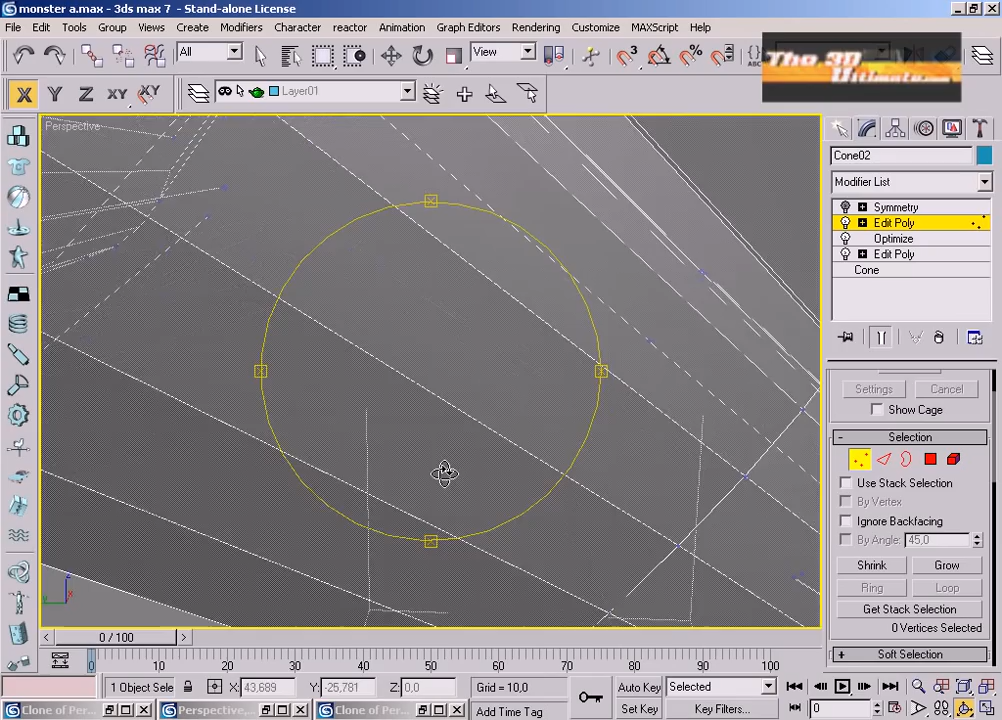 monster a.max - 3ds max 7 - Stand-alone License
File Edit Tools Group Views Create Modifiers Character reactor Animation Graph Editors Rendering Customize MAXScript Help
All View
The 3D
Ultimate.com
X Y Z XY XY Layer01
Perspective
Cone02
Modifier List
Symmetry
Edit Poly
Optimize
Edit Poly
Cone
Settings Cancel
Show Cage
Selection
Use Stack Selection
By Vertex
Ignore Backfacing
By Angle: 45,0
Shrink Grow
Ring Loop
Get Stack Selection
0 Vertices Selected
Soft Selection
z y x
0 / 100
0 10 20 30 40 50 60 70 80 90 100
1 Object Sele X: 43,689 Y: -25,781 Z: 0,0 Grid = 10,0 Auto Key Selected
Clone of Per Perspective, Clone of Per Add Time Tag Set Key Key Filters... 0